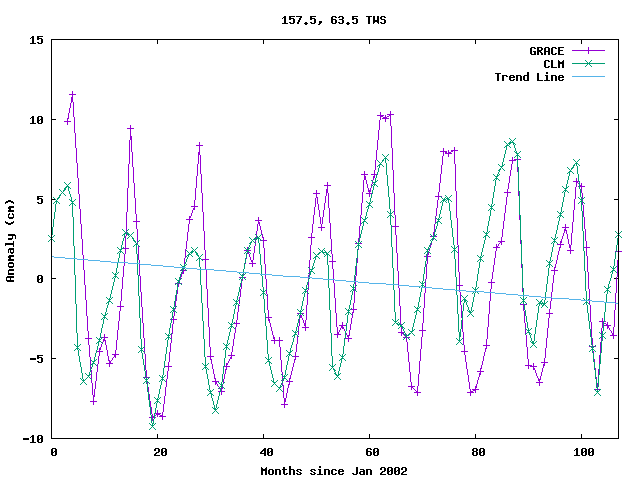 157.5, 63.5 TWS
GRACE
CLM
Trend Line
15
10
5
0
-5
-10
Anomaly (cm)
0 20 40 60 80 100
Months since Jan 2002